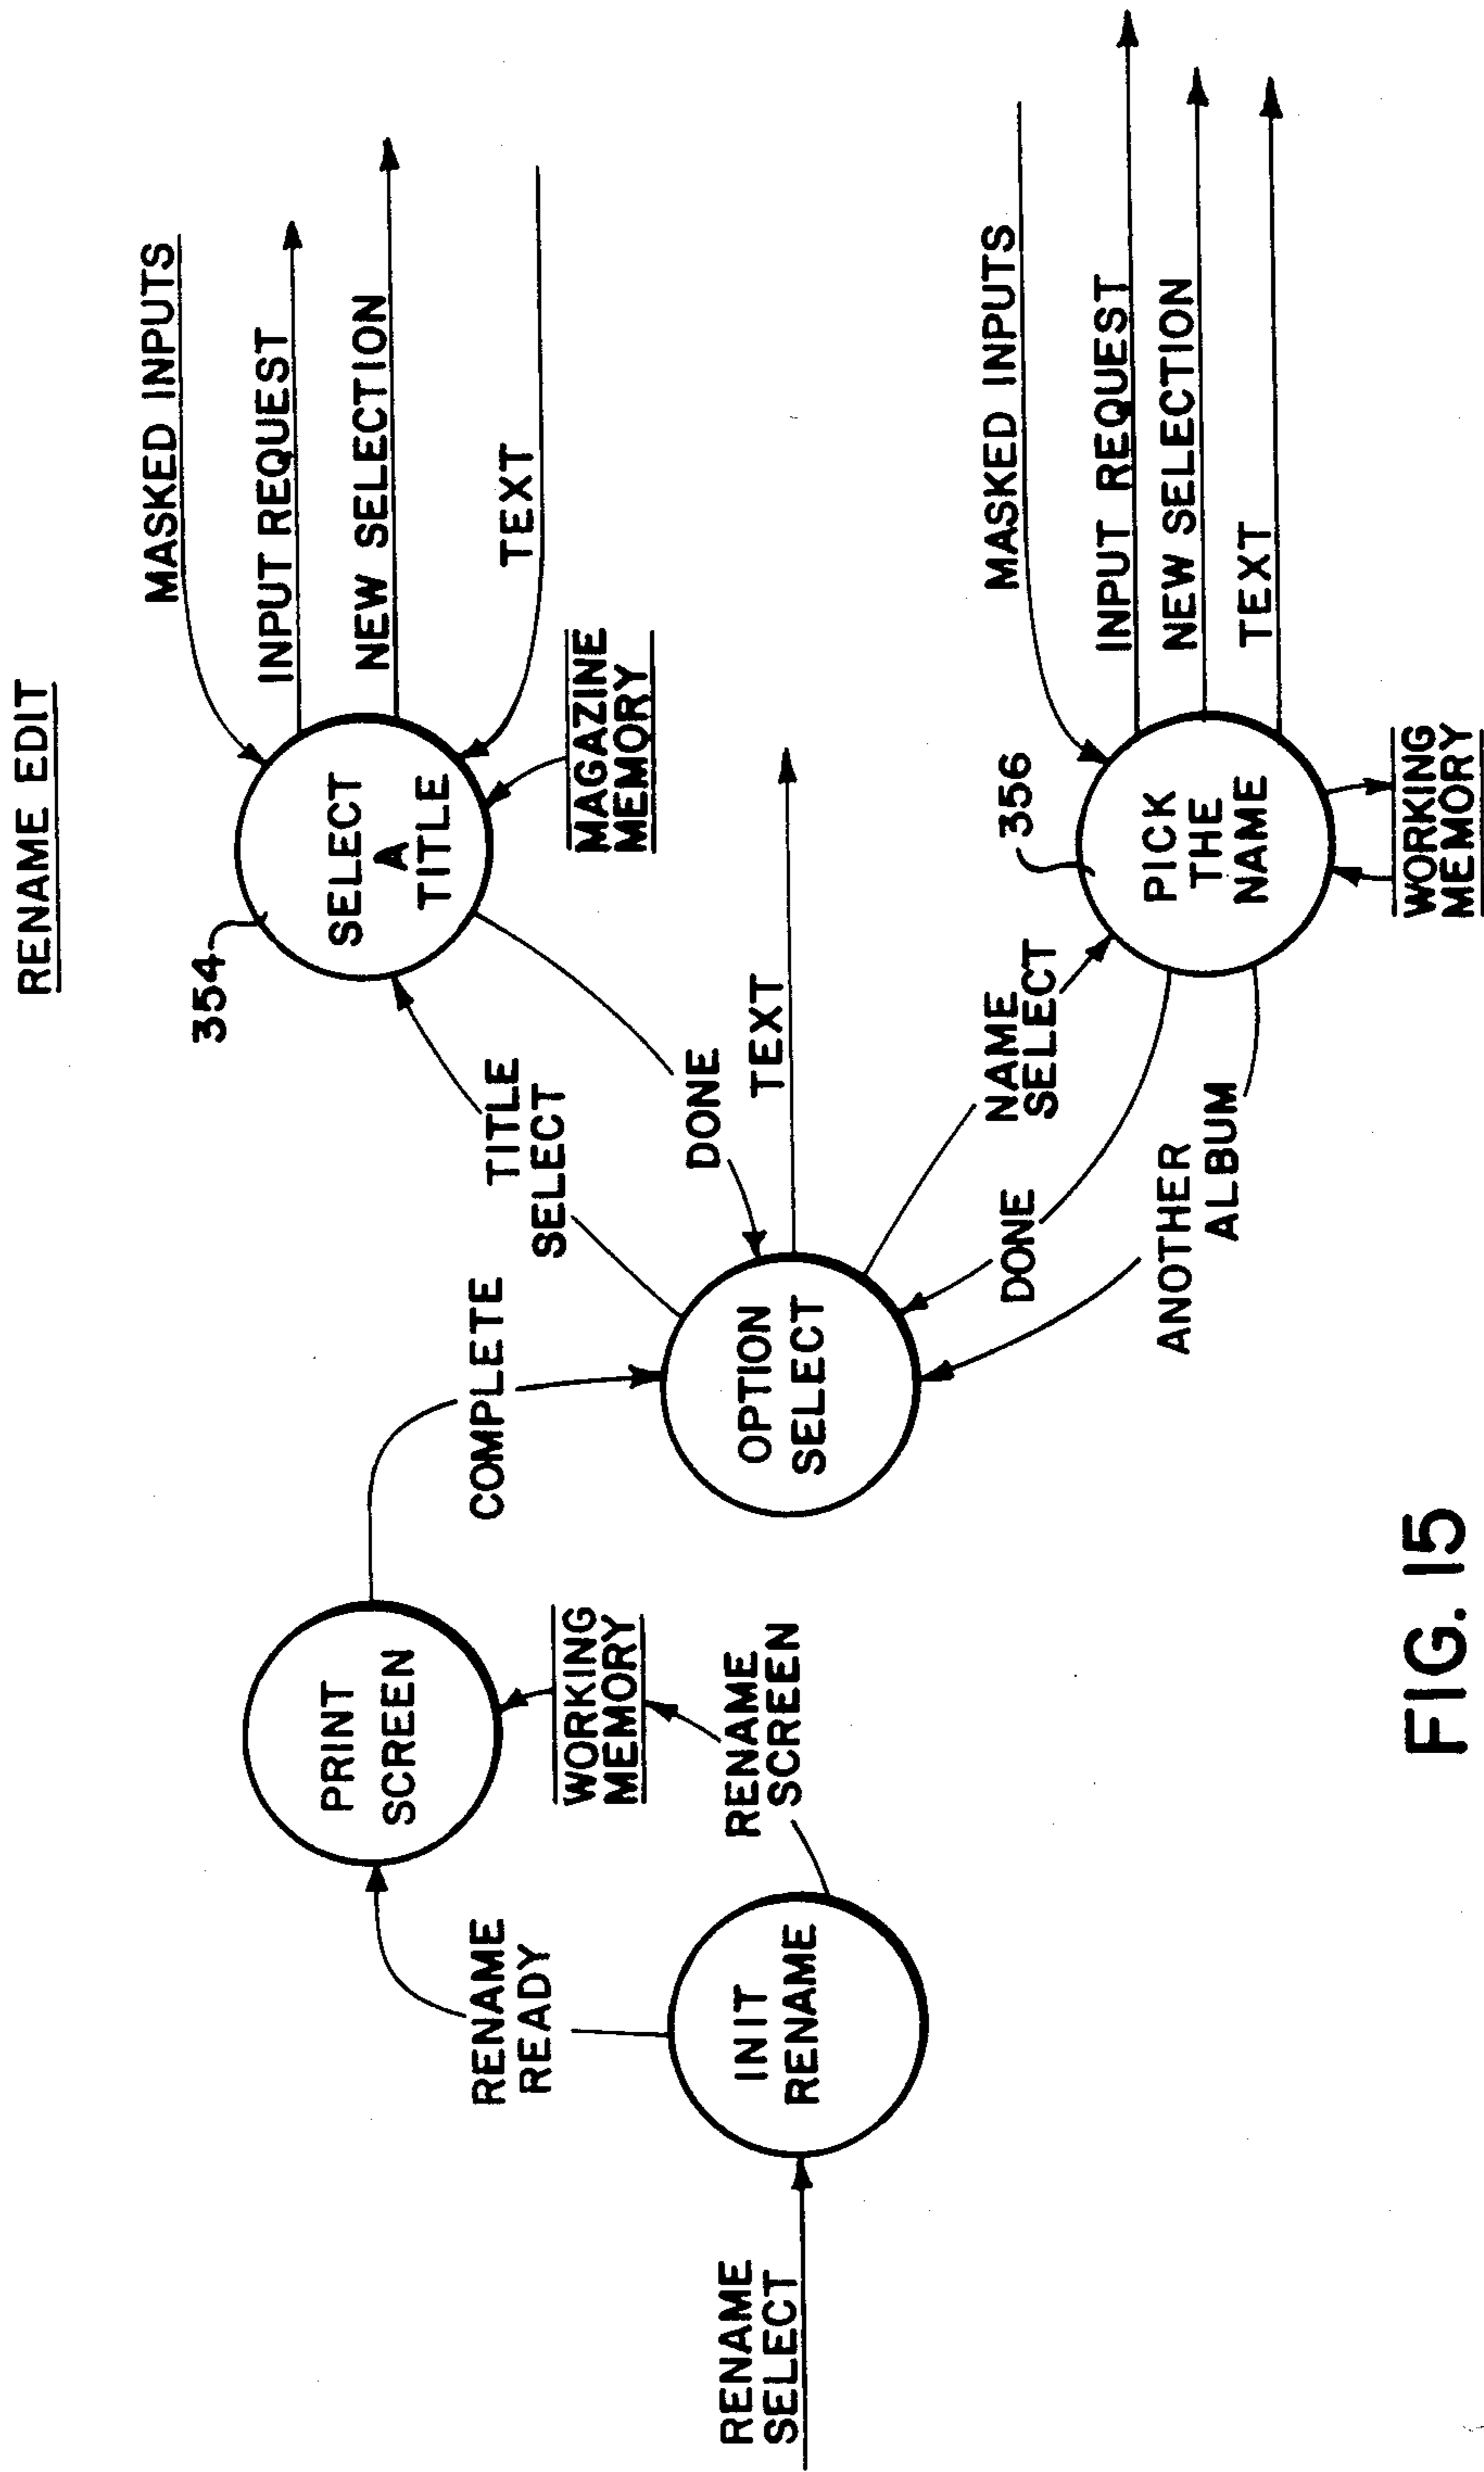 RENAME EDIT
MASKED INPUTS
INPUT REQUEST
NEW SELECTION
TEXT
354
SELECT
A
TITLE
MAGAZINE
MEMORY
TITLE
SELECT
DONE
TEXT
COMPLETE
PRINT
SCREEN
WORKING
MEMORY
RENAME
READY
RENAME
SCREEN
OPTION
SELECT
INIT
RENAME
RENAME
SELECT
NAME
SELECT
DONE
ANOTHER
ALBUM
356
PICK
THE
NAME
MASKED INPUTS
INPUT REQUEST
NEW SELECTION
TEXT
WORKING
MEMORY
FIG. 15